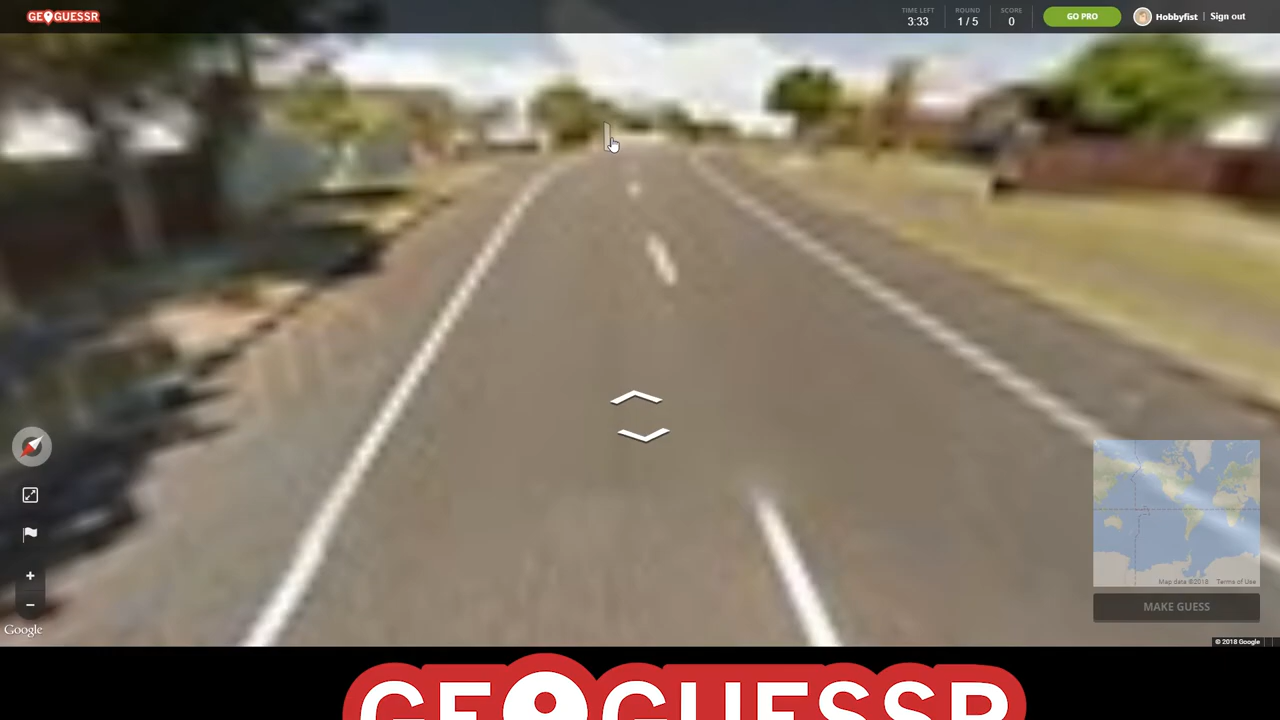 GEOGUESSR
TIME LEFT
3:33
ROUND
1 / 5
SCORE
0
GO PRO
Hobbyfist | Sign out
+
−
Google
Map data ©2018 Terms of Use
MAKE GUESS
© 2018 Google
GEOGUESSR